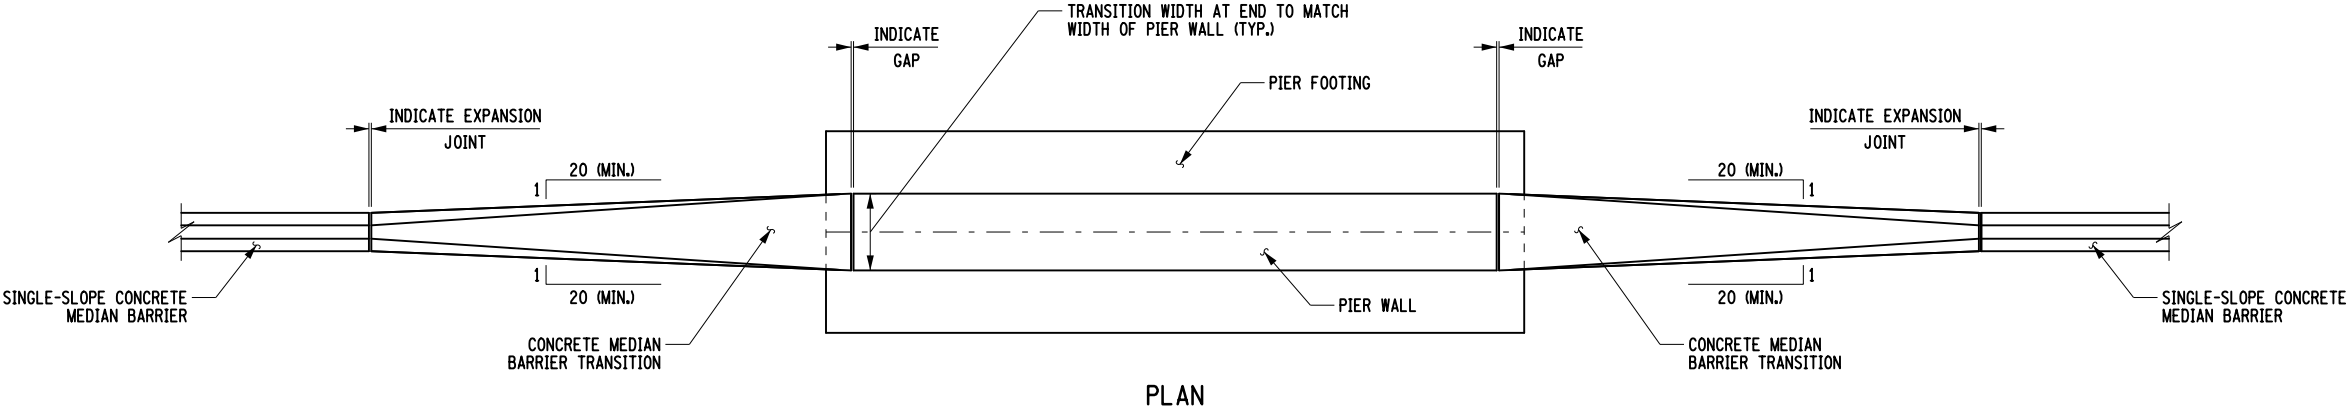 TRANSITION WIDTH AT END TO MATCH
WIDTH OF PIER WALL (TYP.)
INDICATE
GAP
INDICATE
GAP
PIER FOOTING
INDICATE EXPANSION
JOINT
INDICATE EXPANSION
JOINT
20 (MIN.)
1
20 (MIN.)
1
1
20 (MIN.)
1
20 (MIN.)
SINGLE-SLOPE CONCRETE
MEDIAN BARRIER
PIER WALL
SINGLE-SLOPE CONCRETE
MEDIAN BARRIER
CONCRETE MEDIAN
BARRIER TRANSITION
CONCRETE MEDIAN
BARRIER TRANSITION
PLAN